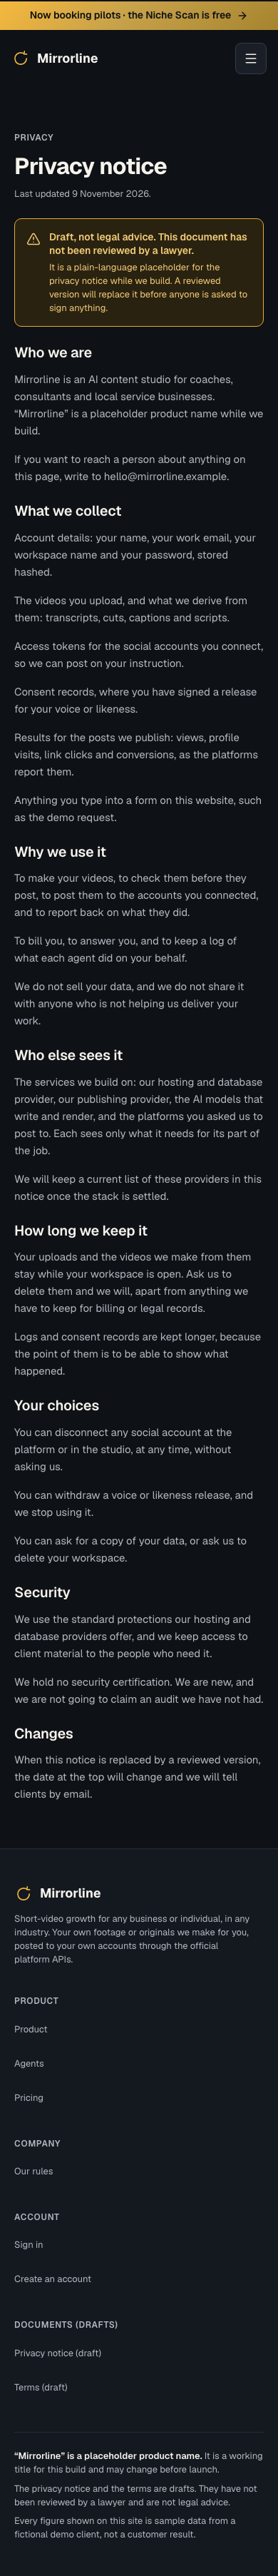 Now booking pilots · the Niche Scan is free →
Mirrorline
PRIVACY
Privacy notice
Last updated 9 November 2026.
Draft, not legal advice. This document has
not been reviewed by a lawyer.
It is a plain-language placeholder for the
privacy notice while we build. A reviewed
version will replace it before anyone is asked to
sign anything.
Who we are
Mirrorline is an AI content studio for coaches,
consultants and local service businesses.
“Mirrorline” is a placeholder product name while we
build.
If you want to reach a person about anything on
this page, write to hello@mirrorline.example.
What we collect
Account details: your name, your work email, your
workspace name and your password, stored
hashed.
The videos you upload, and what we derive from
them: transcripts, cuts, captions and scripts.
Access tokens for the social accounts you connect,
so we can post on your instruction.
Consent records, where you have signed a release
for your voice or likeness.
Results for the posts we publish: views, profile
visits, link clicks and conversions, as the platforms
report them.
Anything you type into a form on this website, such
as the demo request.
Why we use it
To make your videos, to check them before they
post, to post them to the accounts you connected,
and to report back on what they did.
To bill you, to answer you, and to keep a log of
what each agent did on your behalf.
We do not sell your data, and we do not share it
with anyone who is not helping us deliver your
work.
Who else sees it
The services we build on: our hosting and database
provider, our publishing provider, the AI models that
write and render, and the platforms you asked us to
post to. Each sees only what it needs for its part of
the job.
We will keep a current list of these providers in this
notice once the stack is settled.
How long we keep it
Your uploads and the videos we make from them
stay while your workspace is open. Ask us to
delete them and we will, apart from anything we
have to keep for billing or legal records.
Logs and consent records are kept longer, because
the point of them is to be able to show what
happened.
Your choices
You can disconnect any social account at the
platform or in the studio, at any time, without
asking us.
You can withdraw a voice or likeness release, and
we stop using it.
You can ask for a copy of your data, or ask us to
delete your workspace.
Security
We use the standard protections our hosting and
database providers offer, and we keep access to
client material to the people who need it.
We hold no security certification. We are new, and
we are not going to claim an audit we have not had.
Changes
When this notice is replaced by a reviewed version,
the date at the top will change and we will tell
clients by email.
Mirrorline
Short-video growth for any business or individual, in any
industry. Your own footage or originals we make for you,
posted to your own accounts through the official
platform APIs.
PRODUCT
Product
Agents
Pricing
COMPANY
Our rules
ACCOUNT
Sign in
Create an account
DOCUMENTS (DRAFTS)
Privacy notice (draft)
Terms (draft)
“Mirrorline” is a placeholder product name. It is a working
title for this build and may change before launch.
The privacy notice and the terms are drafts. They have not
been reviewed by a lawyer and are not legal advice.
Every figure shown on this site is sample data from a
fictional demo client, not a customer result.